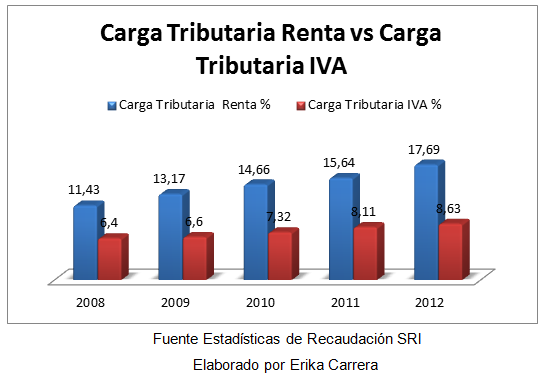 Carga Tributaria Renta vs Carga
Tributaria IVA
Carga Tributaria Renta % Carga Tributaria IVA %
17,69
15,64
14,66
13,17
11,43
8,63
8,11
7,32
6,6
6,4
2008 2009 2010 2011 2012
Fuente Estadísticas de Recaudación SRI
Elaborado por Erika Carrera